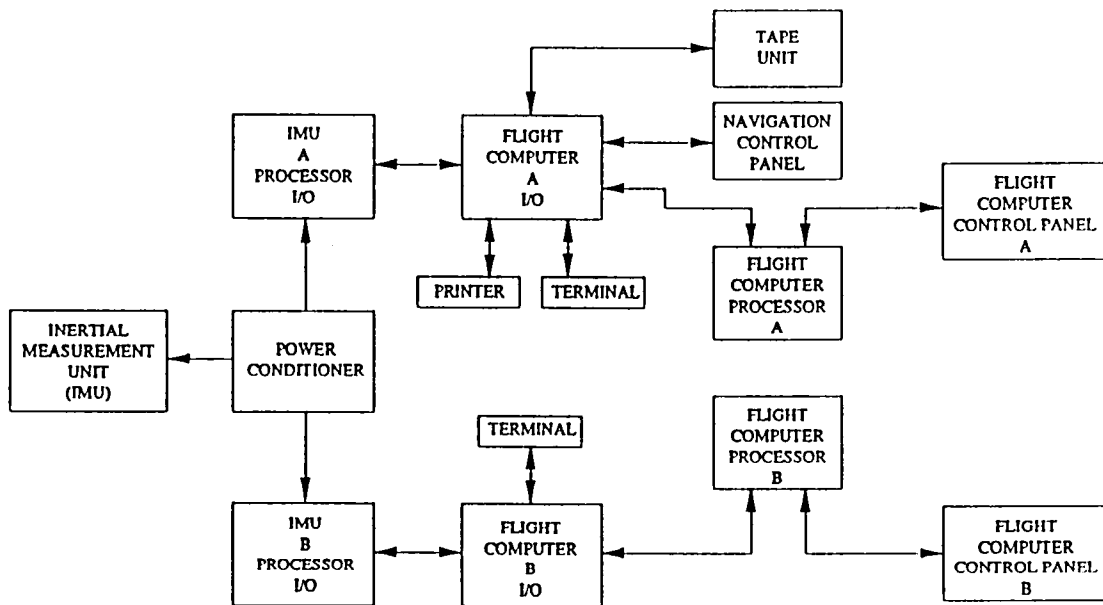 TAPE
UNIT
IMU
A
PROCESSOR
I/O
FLIGHT
COMPUTER
A
I/O
NAVIGATION
CONTROL
PANEL
FLIGHT
COMPUTER
CONTROL PANEL
A
PRINTER
TERMINAL
FLIGHT
COMPUTER
PROCESSOR
A
INERTIAL
MEASUREMENT
UNIT
(IMU)
POWER
CONDITIONER
TERMINAL
FLIGHT
COMPUTER
PROCESSOR
B
IMU
B
PROCESSOR
I/O
FLIGHT
COMPUTER
B
I/O
FLIGHT
COMPUTER
CONTROL PANEL
B